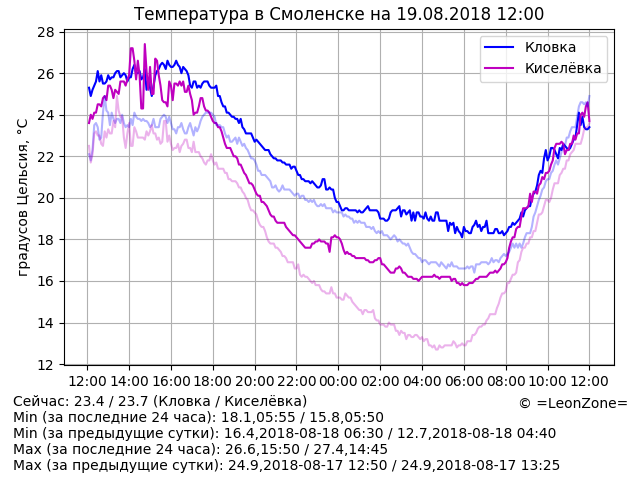 Температура в Смоленске на 19.08.2018 12:00
Кловка
Киселёвка
градусов Цельсия, °C
28
26
24
22
20
18
16
14
12
12:00 14:00 16:00 18:00 20:00 22:00 00:00 02:00 04:00 06:00 08:00 10:00 12:00
Сейчас: 23.4 / 23.7 (Кловка / Киселёвка)
© =LeonZone=
Min (за последние 24 часа): 18.1,05:55 / 15.8,05:50
Min (за предыдущие сутки): 16.4,2018-08-18 06:30 / 12.7,2018-08-18 04:40
Max (за последние 24 часа): 26.6,15:50 / 27.4,14:45
Max (за предыдущие сутки): 24.9,2018-08-17 12:50 / 24.9,2018-08-17 13:25